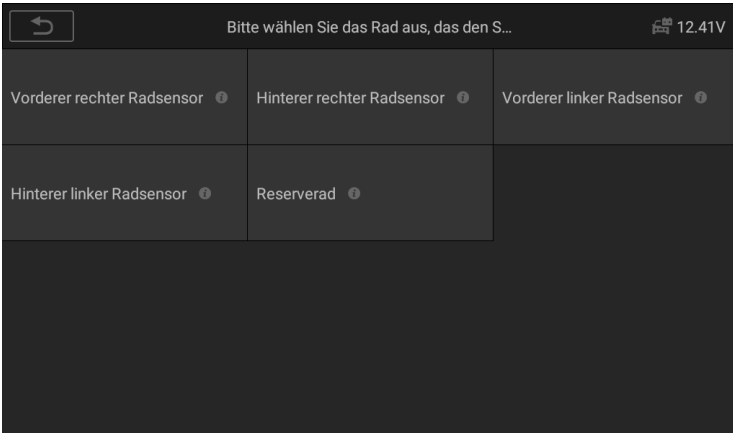 Bitte wählen Sie das Rad aus, das den S...
12.41V
Vorderer rechter Radsensor
Hinterer rechter Radsensor
Vorderer linker Radsensor
Hinterer linker Radsensor
Reserverad